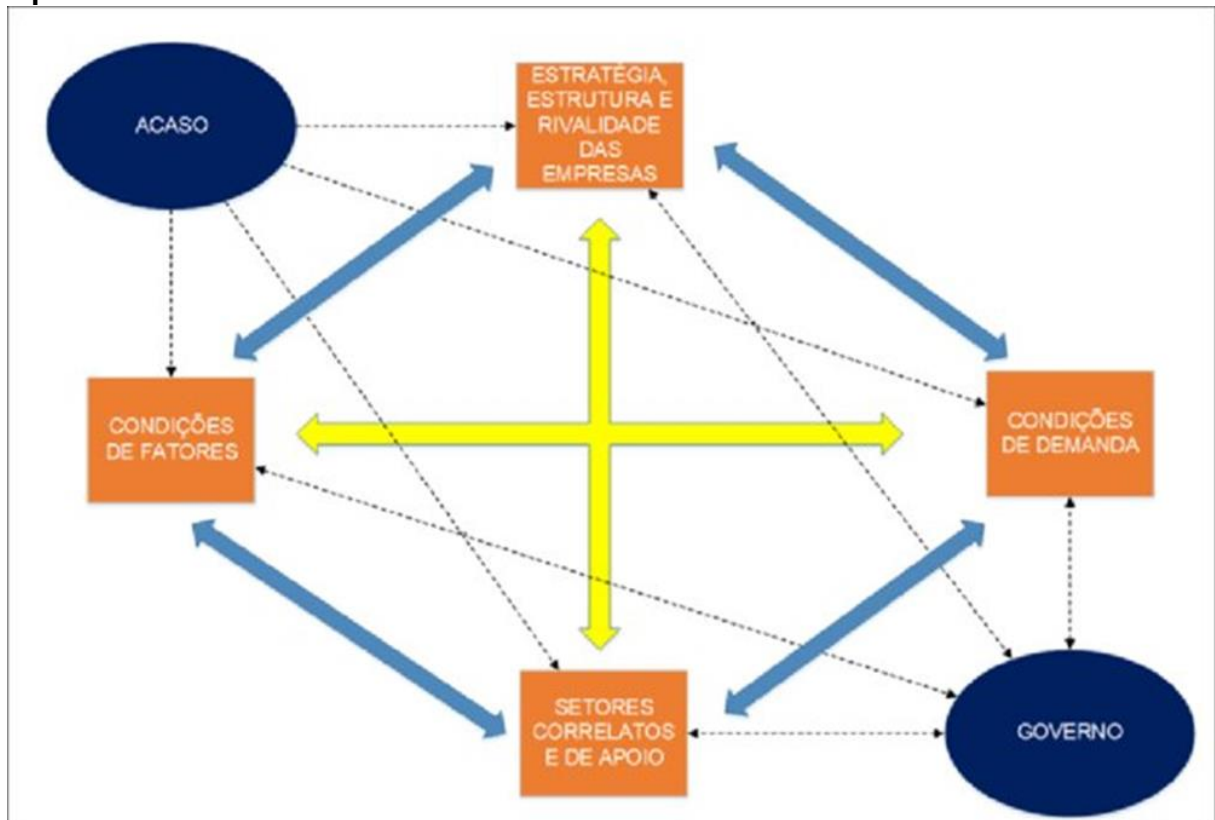 ACASO
ESTRATÉGIA,
ESTRUTURA E
RIVALIDADE
DAS
EMPRESAS
CONDIÇÕES
DE FATORES
CONDIÇÕES
DE DEMANDA
SETORES
CORRELATOS
E DE APOIO
GOVERNO